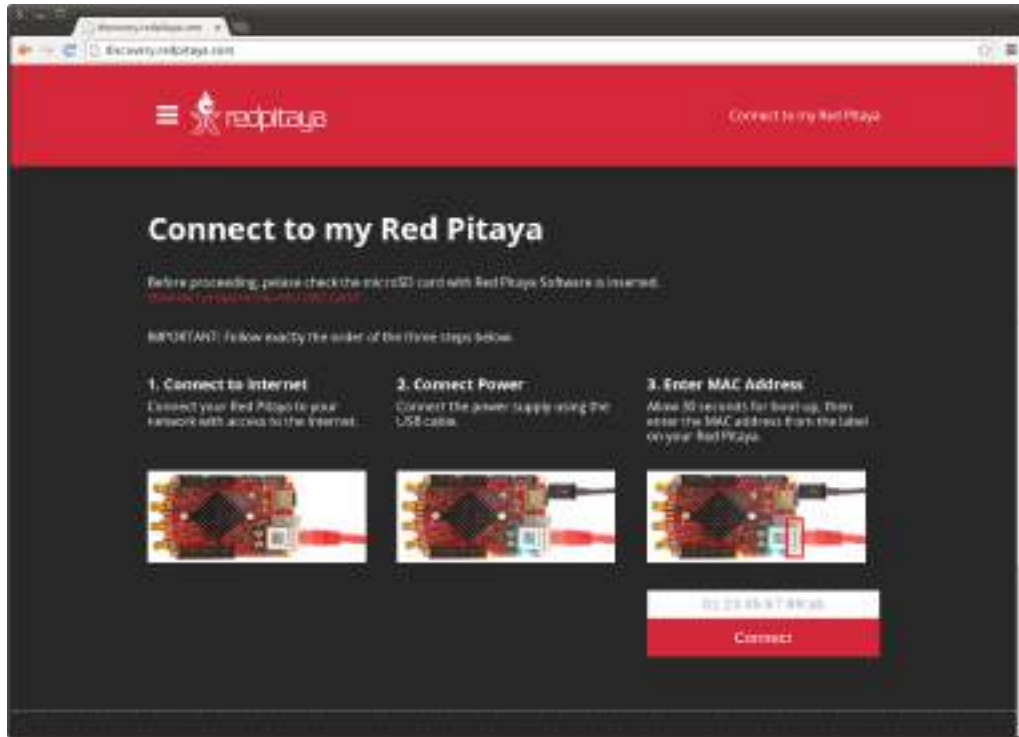 discovery.redpitaya.com
discovery.redpitaya.com
redpitaya
Connect to my Red Pitaya
Connect to my Red Pitaya
Before proceeding, pelase check the microSD card with Red Pitaya Software is inserted.
IMPORTANT! Follow exactly the order of the three steps below.
1. Connect to Internet
Connect your Red Pitaya to your
network with access to the Internet.
2. Connect Power
Connect the power supply using the
USB cable.
3. Enter MAC Address
Allow 30 seconds for boot up, then
enter the MAC address from the label
on your Red Pitaya.
Connect